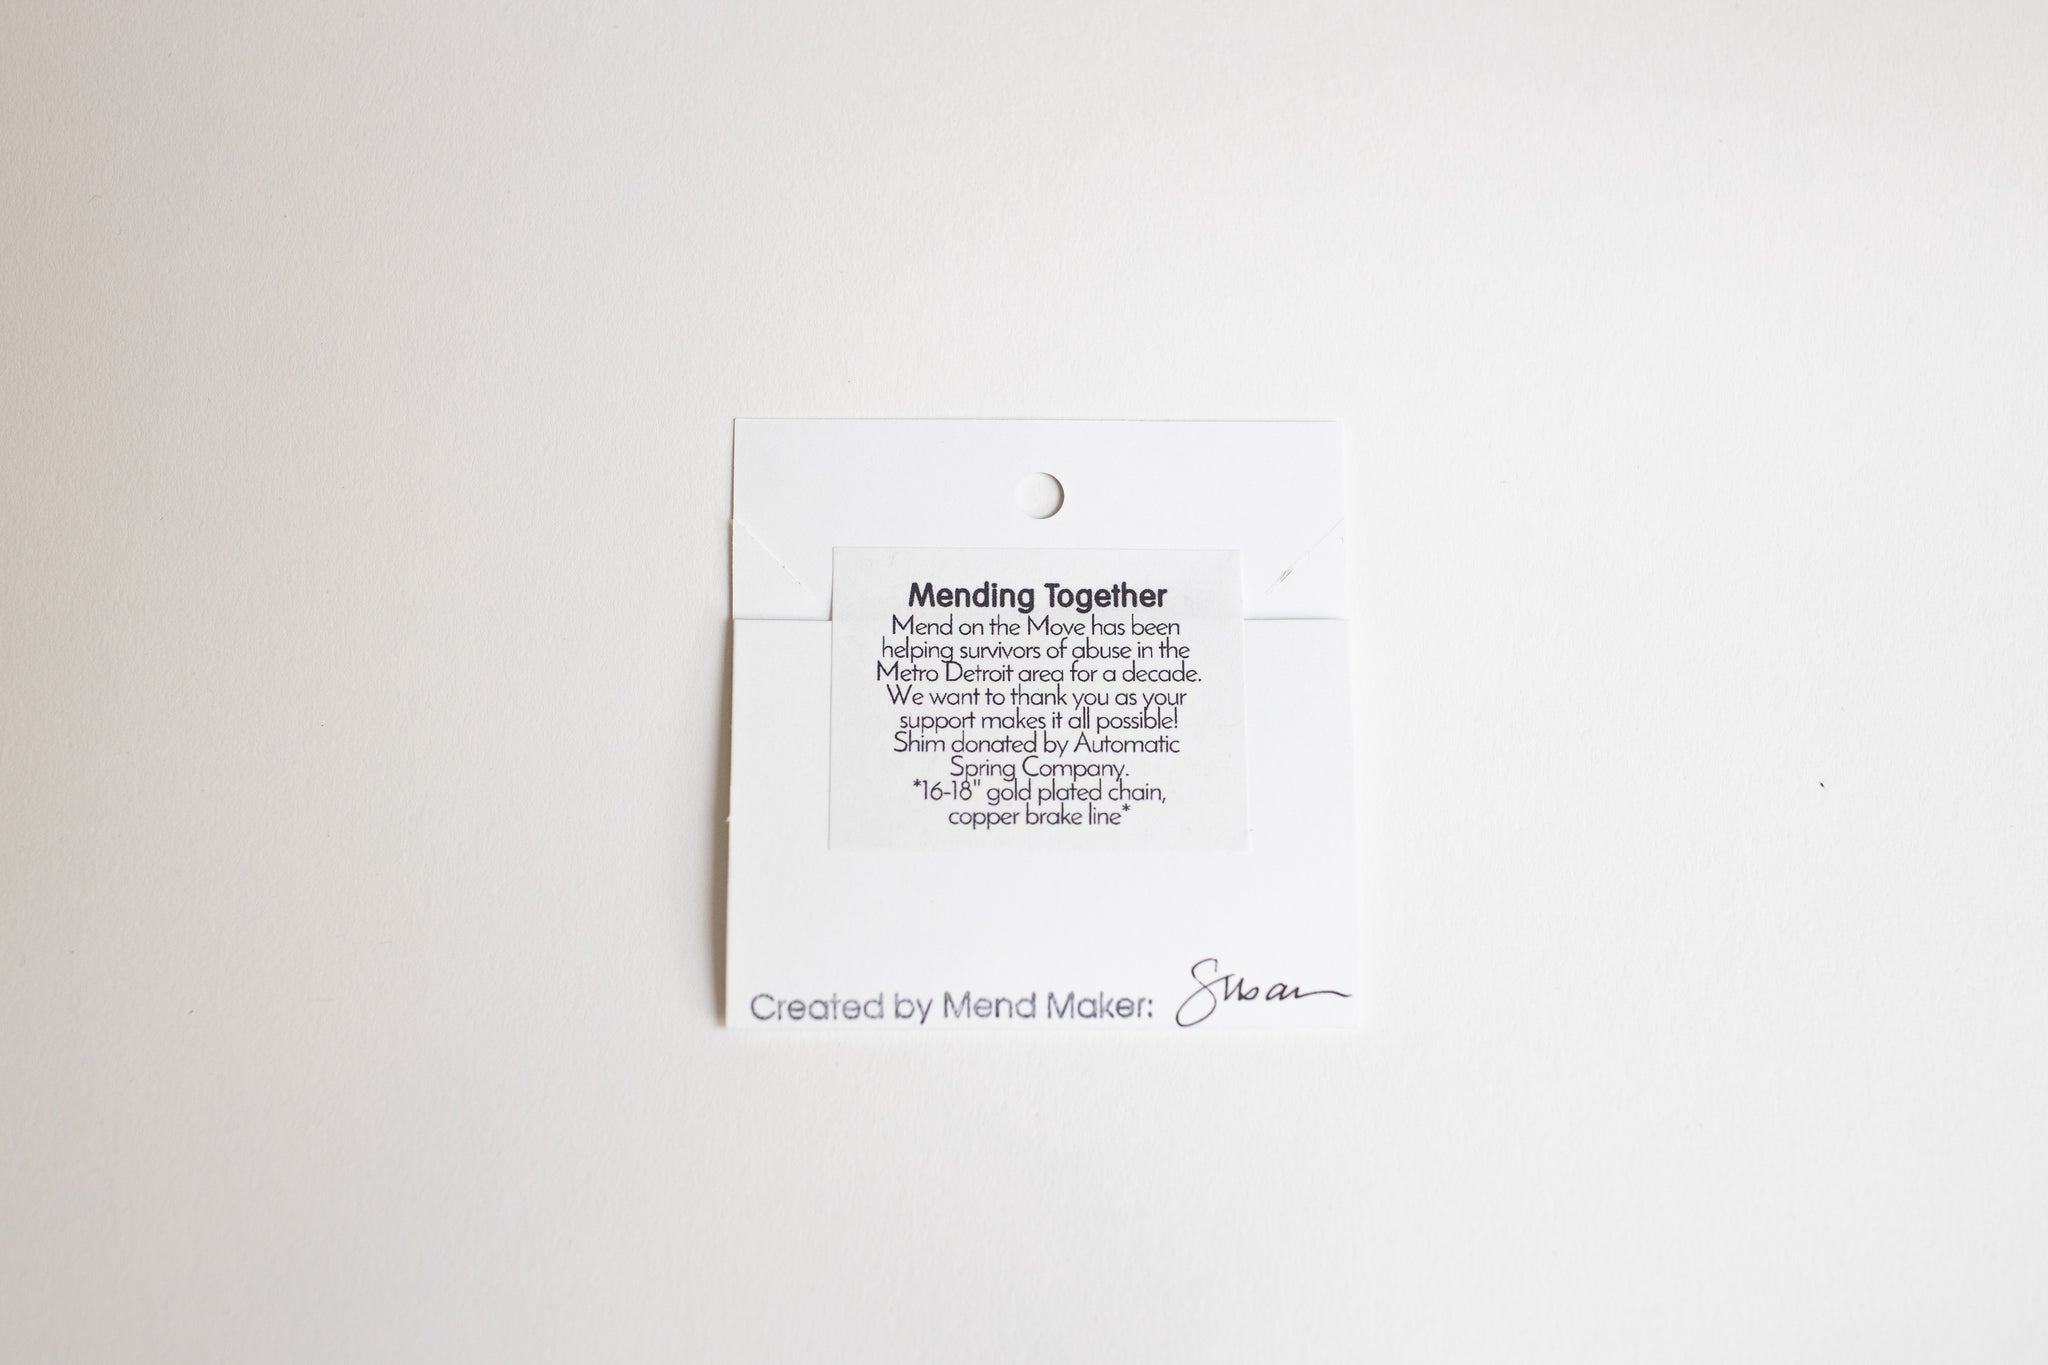 Mending Together
Mend on the Move has been
helping survivors of abuse in the
Metro Detroit area for a decade.
We want to thank you as your
support makes it all possible!
Shim donated by Automatic
Spring Company.
*16-18" gold plated chain,
copper brake line*
Created by Mend Maker: Susan